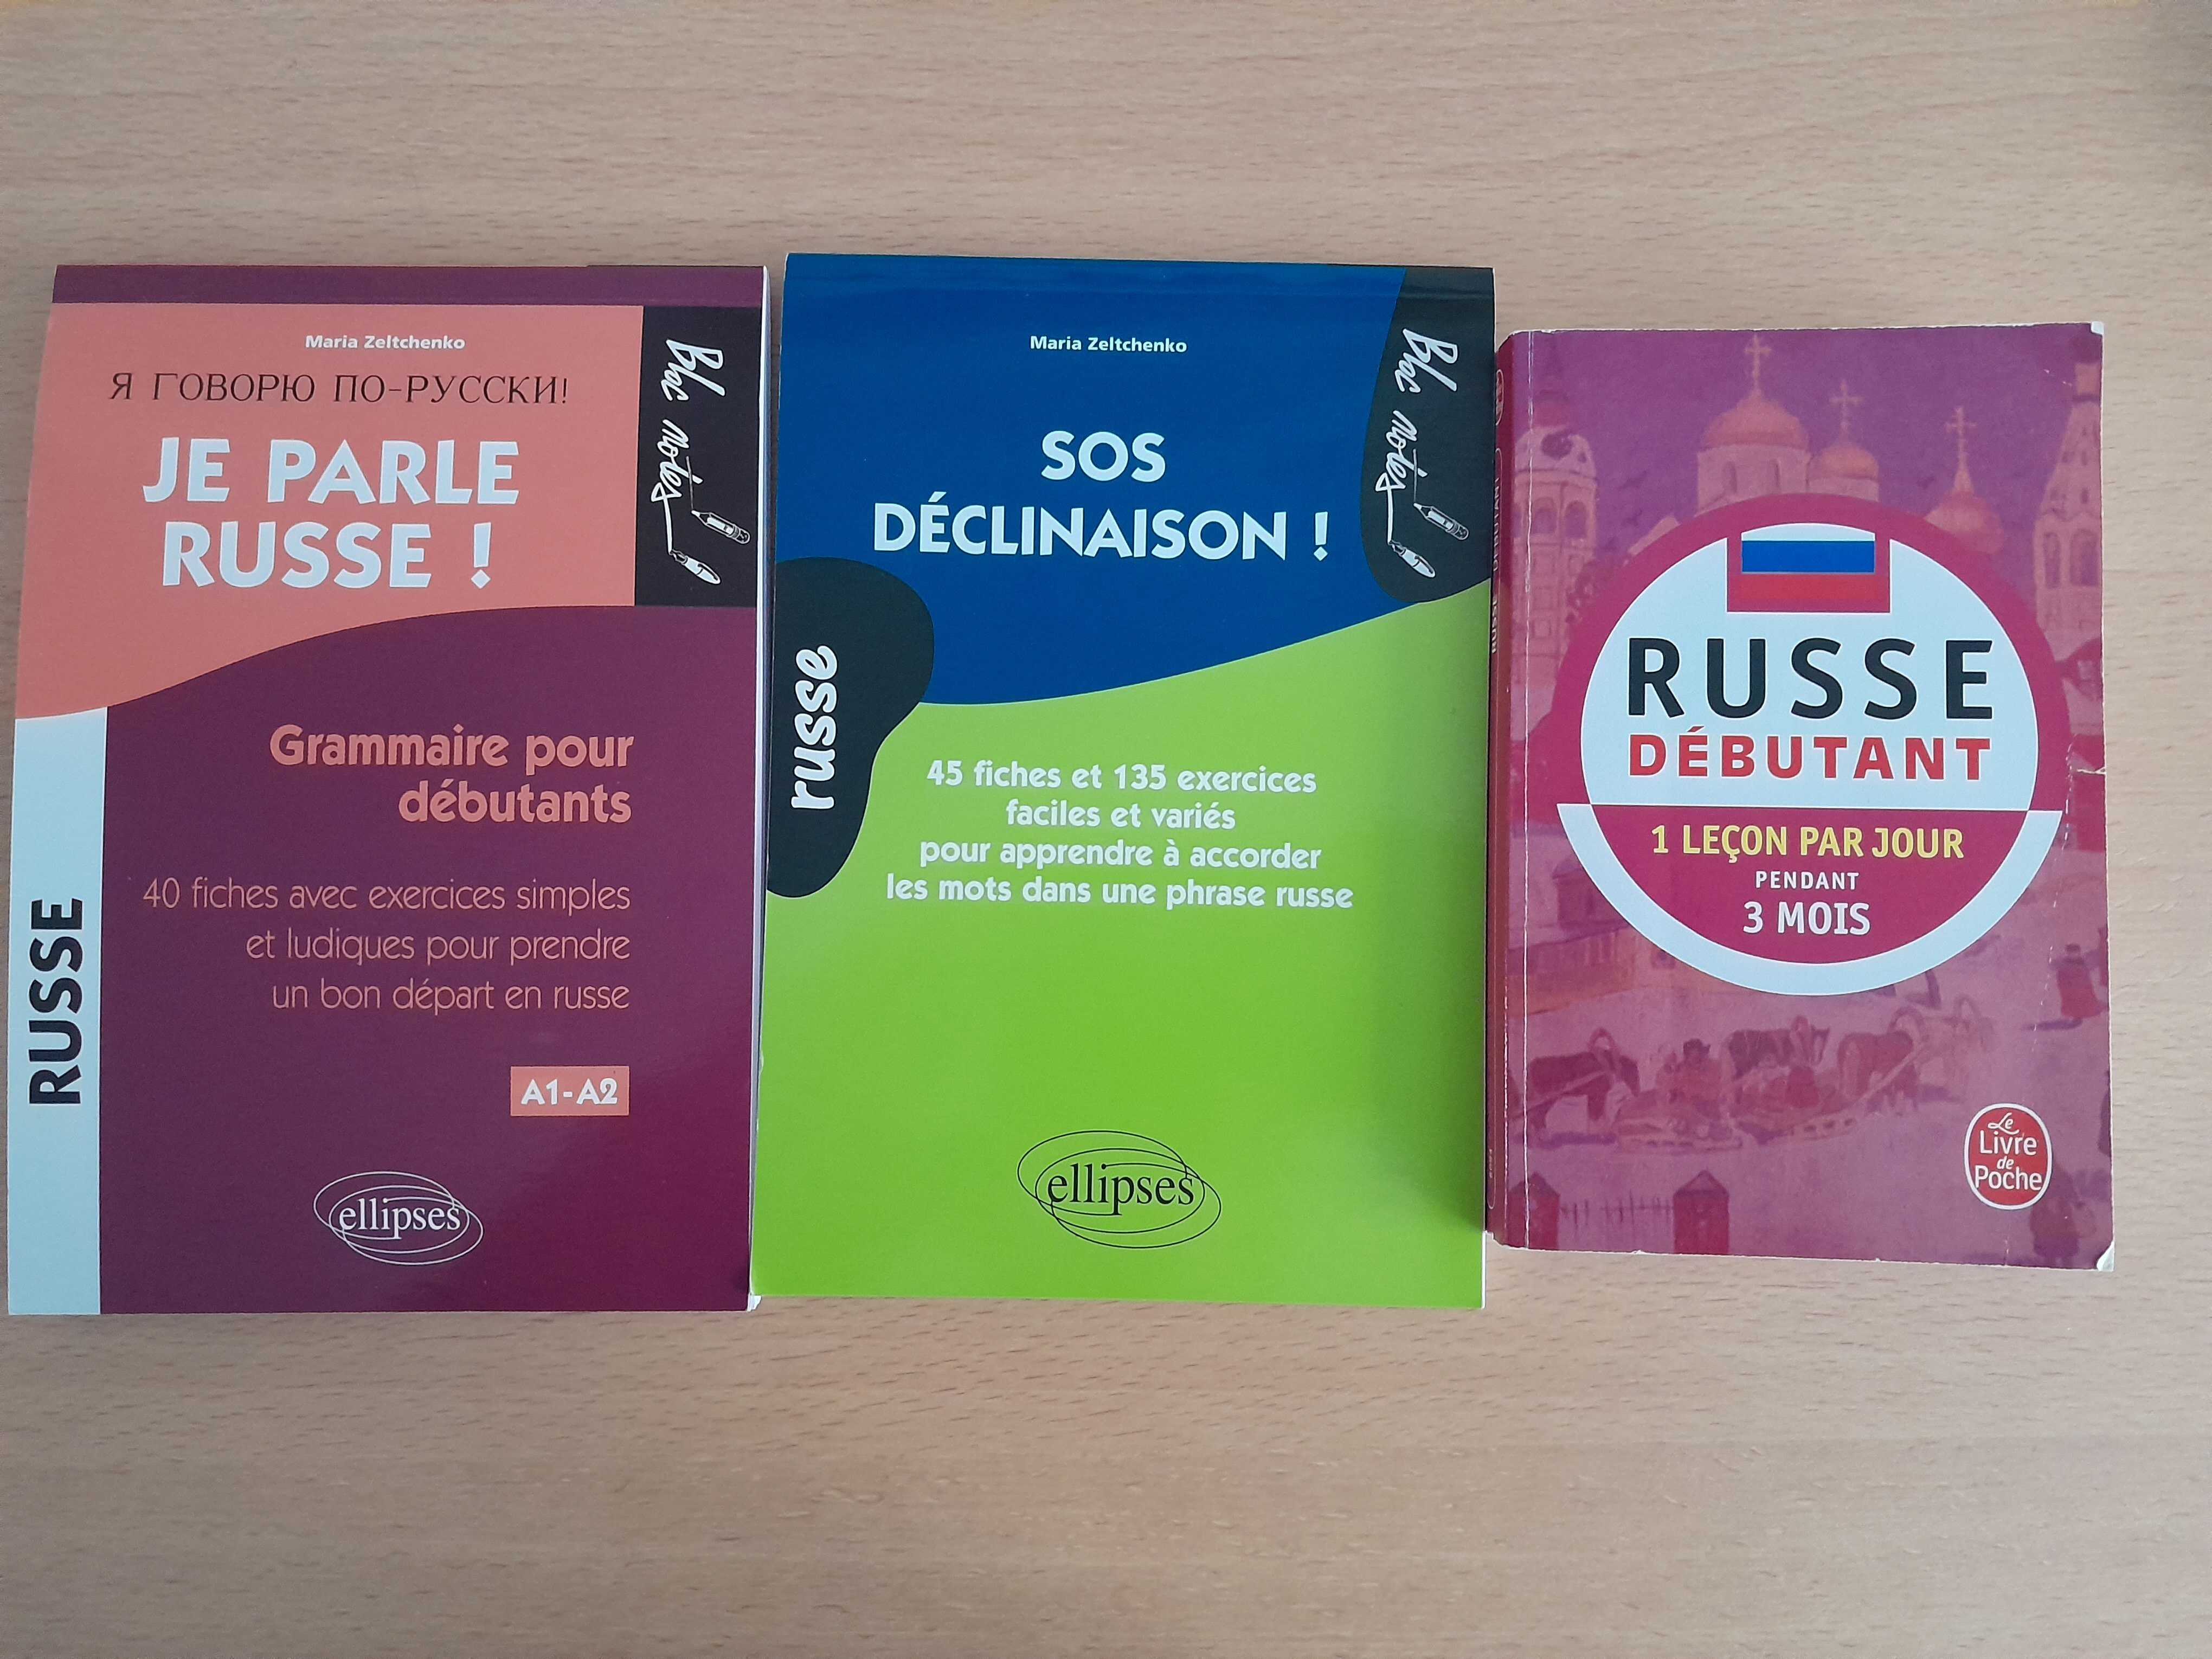 Maria Zeltchenko
Я ГОВОРЮ ПО-РУССКИ!
JE PARLE
RUSSE !
Bloc notes
Grammaire pour
débutants
40 fiches avec exercices simples
et ludiques pour prendre
un bon départ en russe
A1-A2
RUSSE
ellipses
Maria Zeltchenko
SOS
DÉCLINAISON !
Bloc notes
russe
45 fiches et 135 exercices
faciles et variés
pour apprendre à accorder
les mots dans une phrase russe
ellipses
RUSSE
DÉBUTANT
1 LEÇON PAR JOUR
PENDANT
3 MOIS
Le
Livre
de
Poche